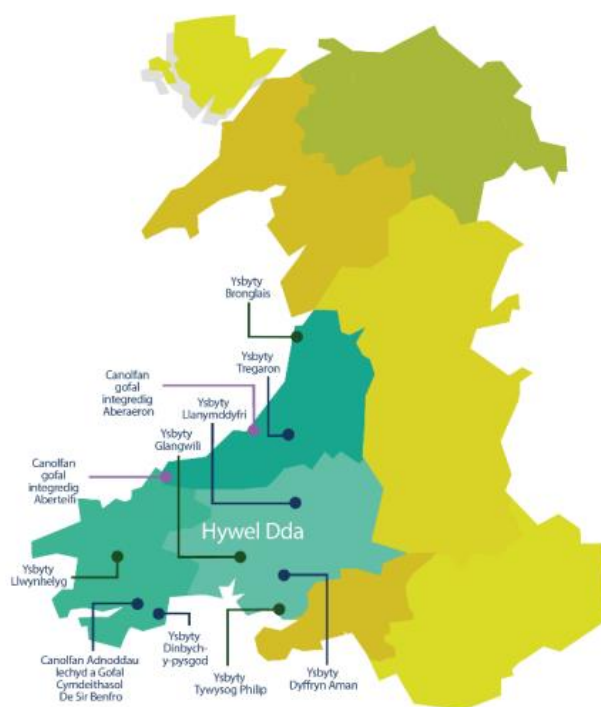 Ysbyty
Bronglais
Ysbyty
Tregaron
Canolfan
gofal
integredig
Aberaeron
Ysbyty
Llanymddyfri
Ysbyty
Glangwili
Canolfan
gofal
integredig
Aberteifi
Hywel Dda
Ysbyty
Llwynhelyg
Canolfan Adnoddau
Iechyd a Gofal
Cymdeithasol
De Sir Benfro
Ysbyty
Dinbych-
y-pysgod
Ysbyty
Tywysog Philip
Ysbyty
Dyffryn Aman